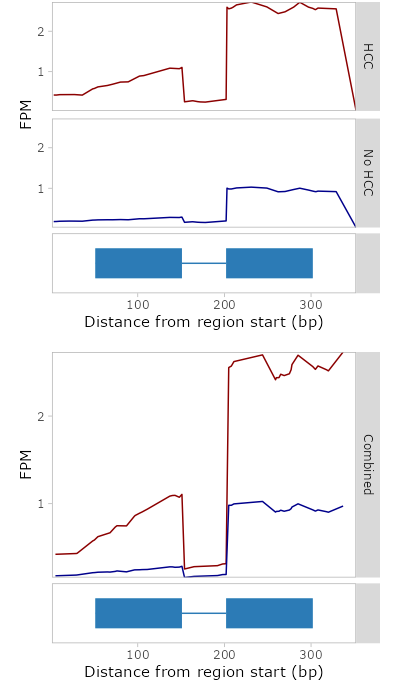 2
1
HCC
FPM
2
1
No HCC
100 200 300
Distance from region start (bp)
2
1
FPM
Combined
100 200 300
Distance from region start (bp)